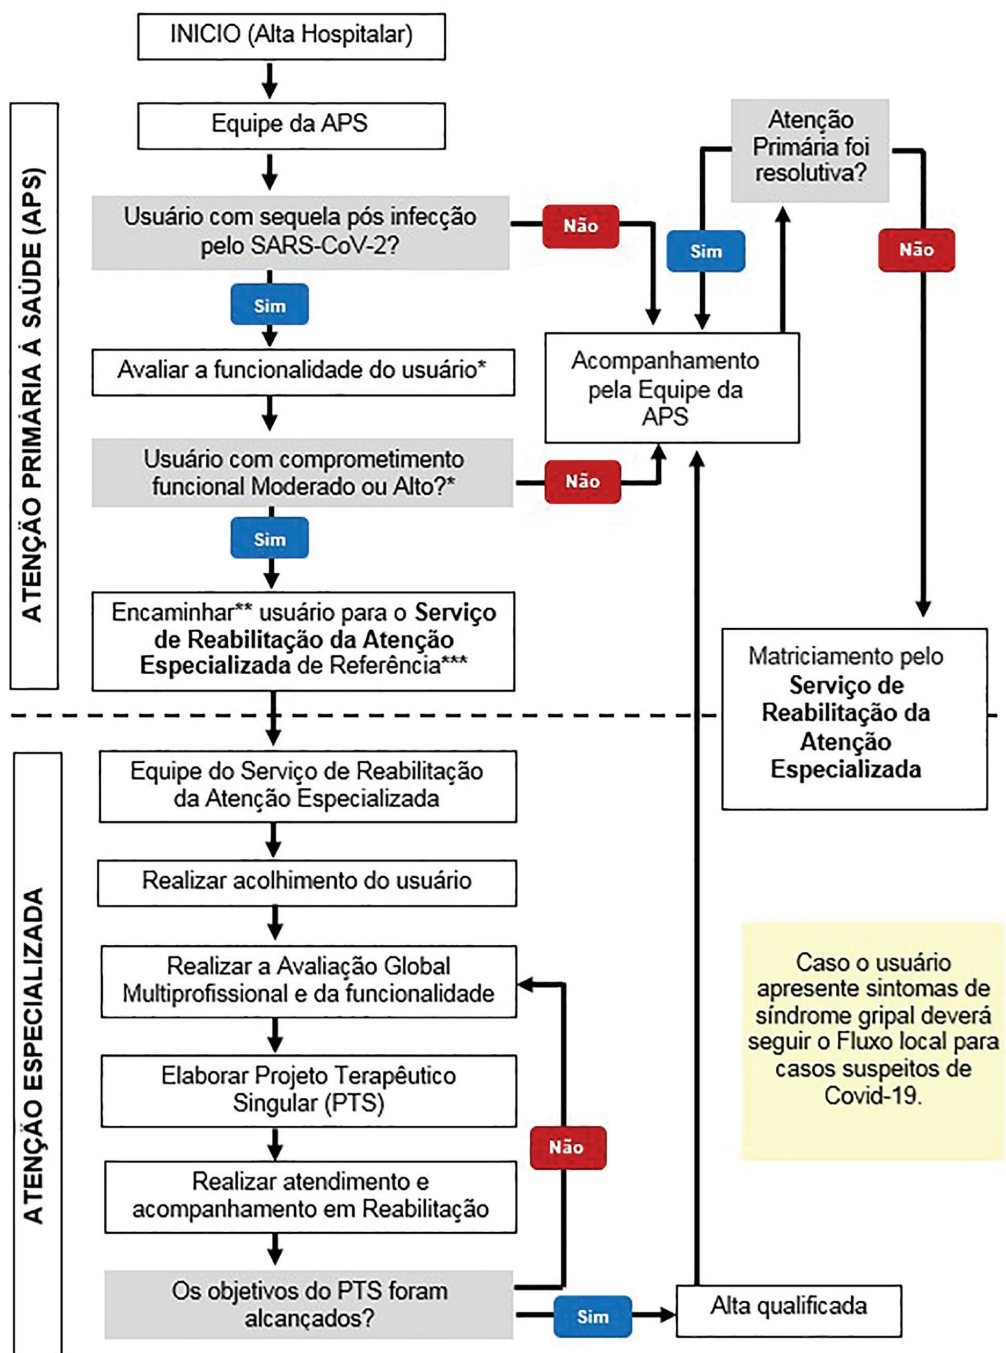 INICIO (Alta Hospitalar)
Equipe da APS
Usuário com sequela pós infecção
pelo SARS-CoV-2?
Não
Sim
Avaliar a funcionalidade do usuário*
Usuário com comprometimento
funcional Moderado ou Alto?*
Não
Sim
Encaminhar** usuário para o Serviço
de Reabilitação da Atenção
Especializada de Referência***
ATENÇÃO PRIMÁRIA À SAÚDE (APS)
Atenção
Primária foi
resolutiva?
Sim
Não
Acompanhamento
pela Equipe da
APS
Matriciamento pelo
Serviço de
Reabilitação da
Atenção
Especializada
ATENÇÃO ESPECIALIZADA
Equipe do Serviço de Reabilitação
da Atenção Especializada
Realizar acolhimento do usuário
Realizar a Avaliação Global
Multiprofissional e da funcionalidade
Elaborar Projeto Terapêutico
Singular (PTS)
Realizar atendimento e
acompanhamento em Reabilitação
Os objetivos do PTS foram
alcançados?
Não
Sim
Alta qualificada
Caso o usuário
apresente sintomas de
síndrome gripal deverá
seguir o Fluxo local para
casos suspeitos de
Covid-19.